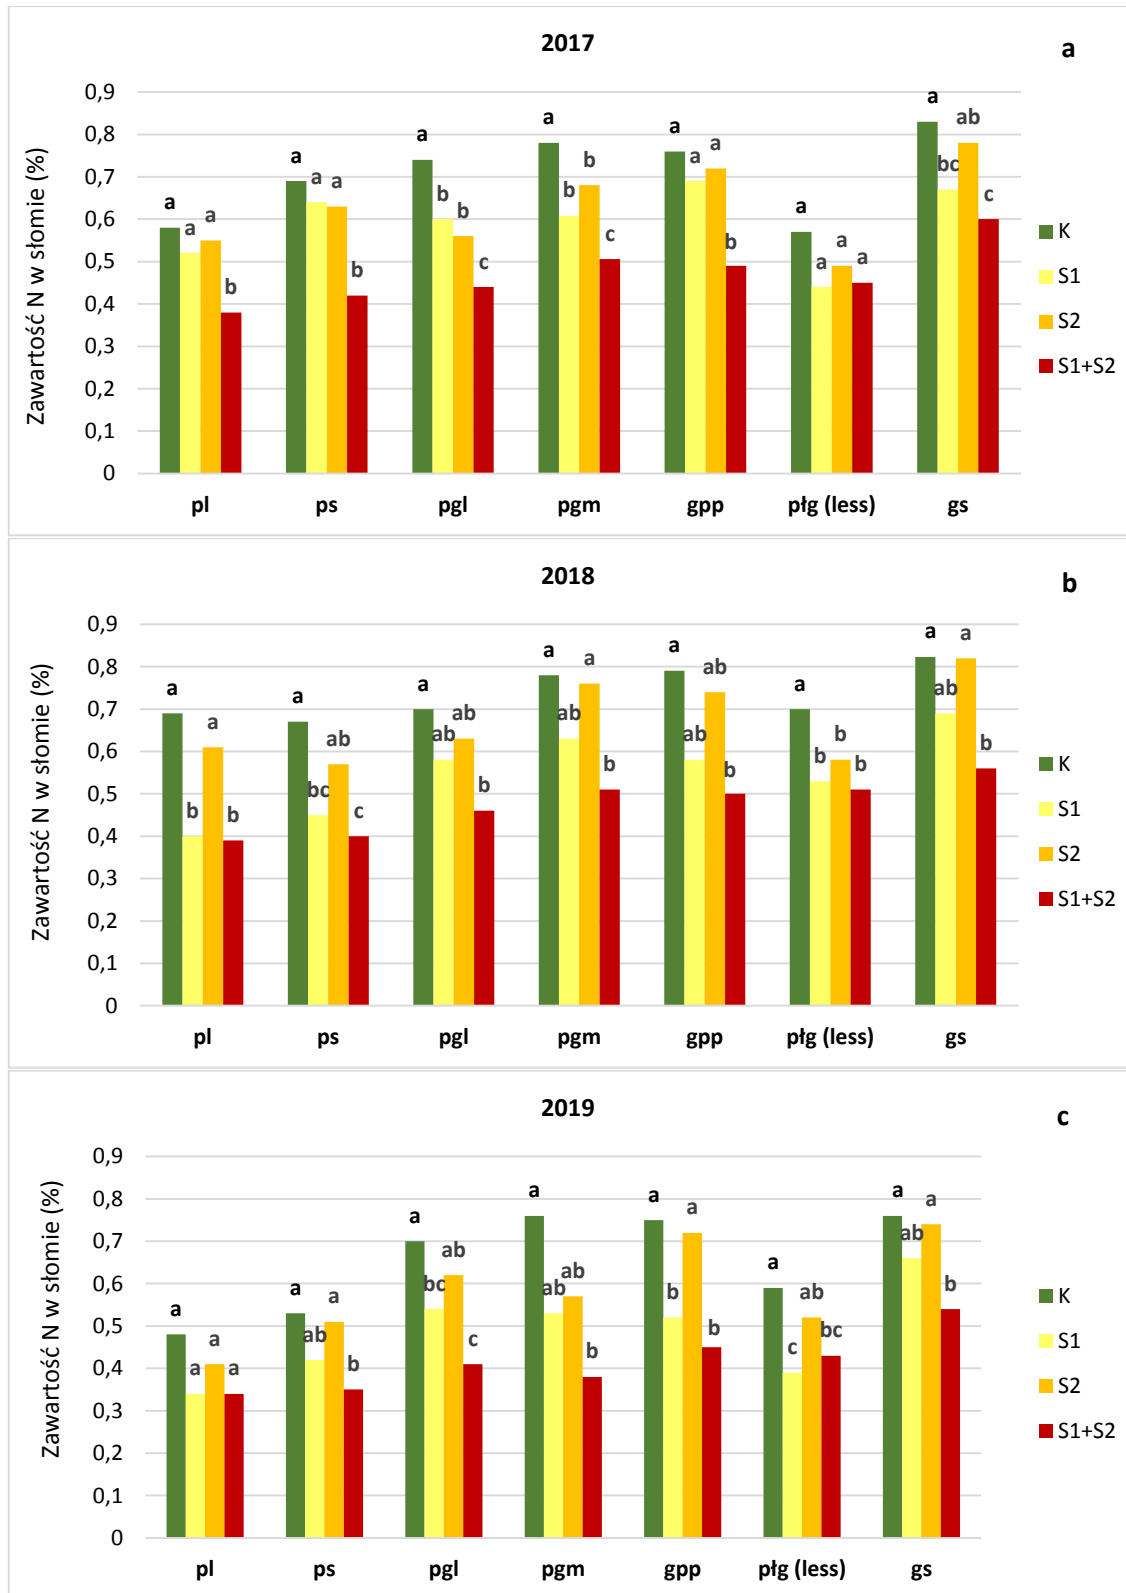 2017
a
Zawartość N w słomie (%)
0,9
0,8
0,7
0,6
0,5
0,4
0,3
0,2
0,1
0
a a a b
a a a b
a b b c
a b b c
a a a b
a a a a
a bc ab c
pl ps pgl pgm gpp płg (less) gs
K
S1
S2
S1+S2
2018
b
Zawartość N w słomie (%)
0,9
0,8
0,7
0,6
0,5
0,4
0,3
0,2
0,1
0
a b a b
a bc ab c
a ab ab b
a ab a b
a ab ab b
a b b b
a ab a b
pl ps pgl pgm gpp płg (less) gs
K
S1
S2
S1+S2
2019
c
Zawartość N w słomie (%)
0,9
0,8
0,7
0,6
0,5
0,4
0,3
0,2
0,1
0
a a a a
a ab a b
a bc ab c
a ab ab b
a b a b
a c ab bc
a ab a b
pl ps pgl pgm gpp płg (less) gs
K
S1
S2
S1+S2